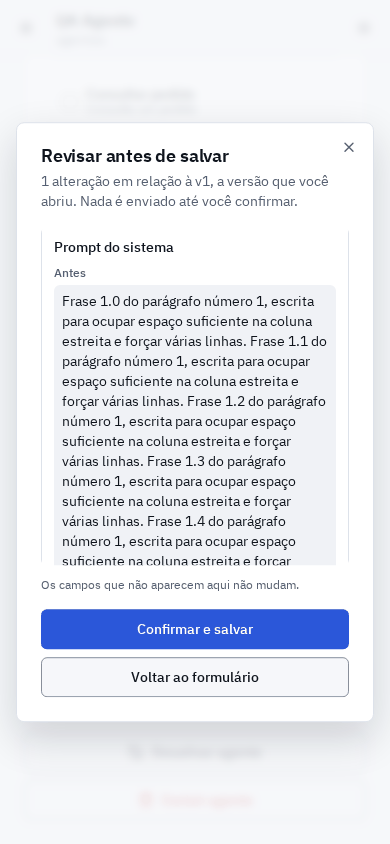 Revisar antes de salvar
1 alteração em relação à v1, a versão que você
abriu. Nada é enviado até você confirmar.
Prompt do sistema
Antes
Frase 1.0 do parágrafo número 1, escrita
para ocupar espaço suficiente na coluna
estreita e forçar várias linhas. Frase 1.1 do
parágrafo número 1, escrita para ocupar
espaço suficiente na coluna estreita e
forçar várias linhas. Frase 1.2 do parágrafo
número 1, escrita para ocupar espaço
suficiente na coluna estreita e forçar
várias linhas. Frase 1.3 do parágrafo
número 1, escrita para ocupar espaço
suficiente na coluna estreita e forçar
várias linhas. Frase 1.4 do parágrafo
número 1, escrita para ocupar espaço
suficiente na coluna estreita e forçar
Os campos que não aparecem aqui não mudam.
Confirmar e salvar
Voltar ao formulário